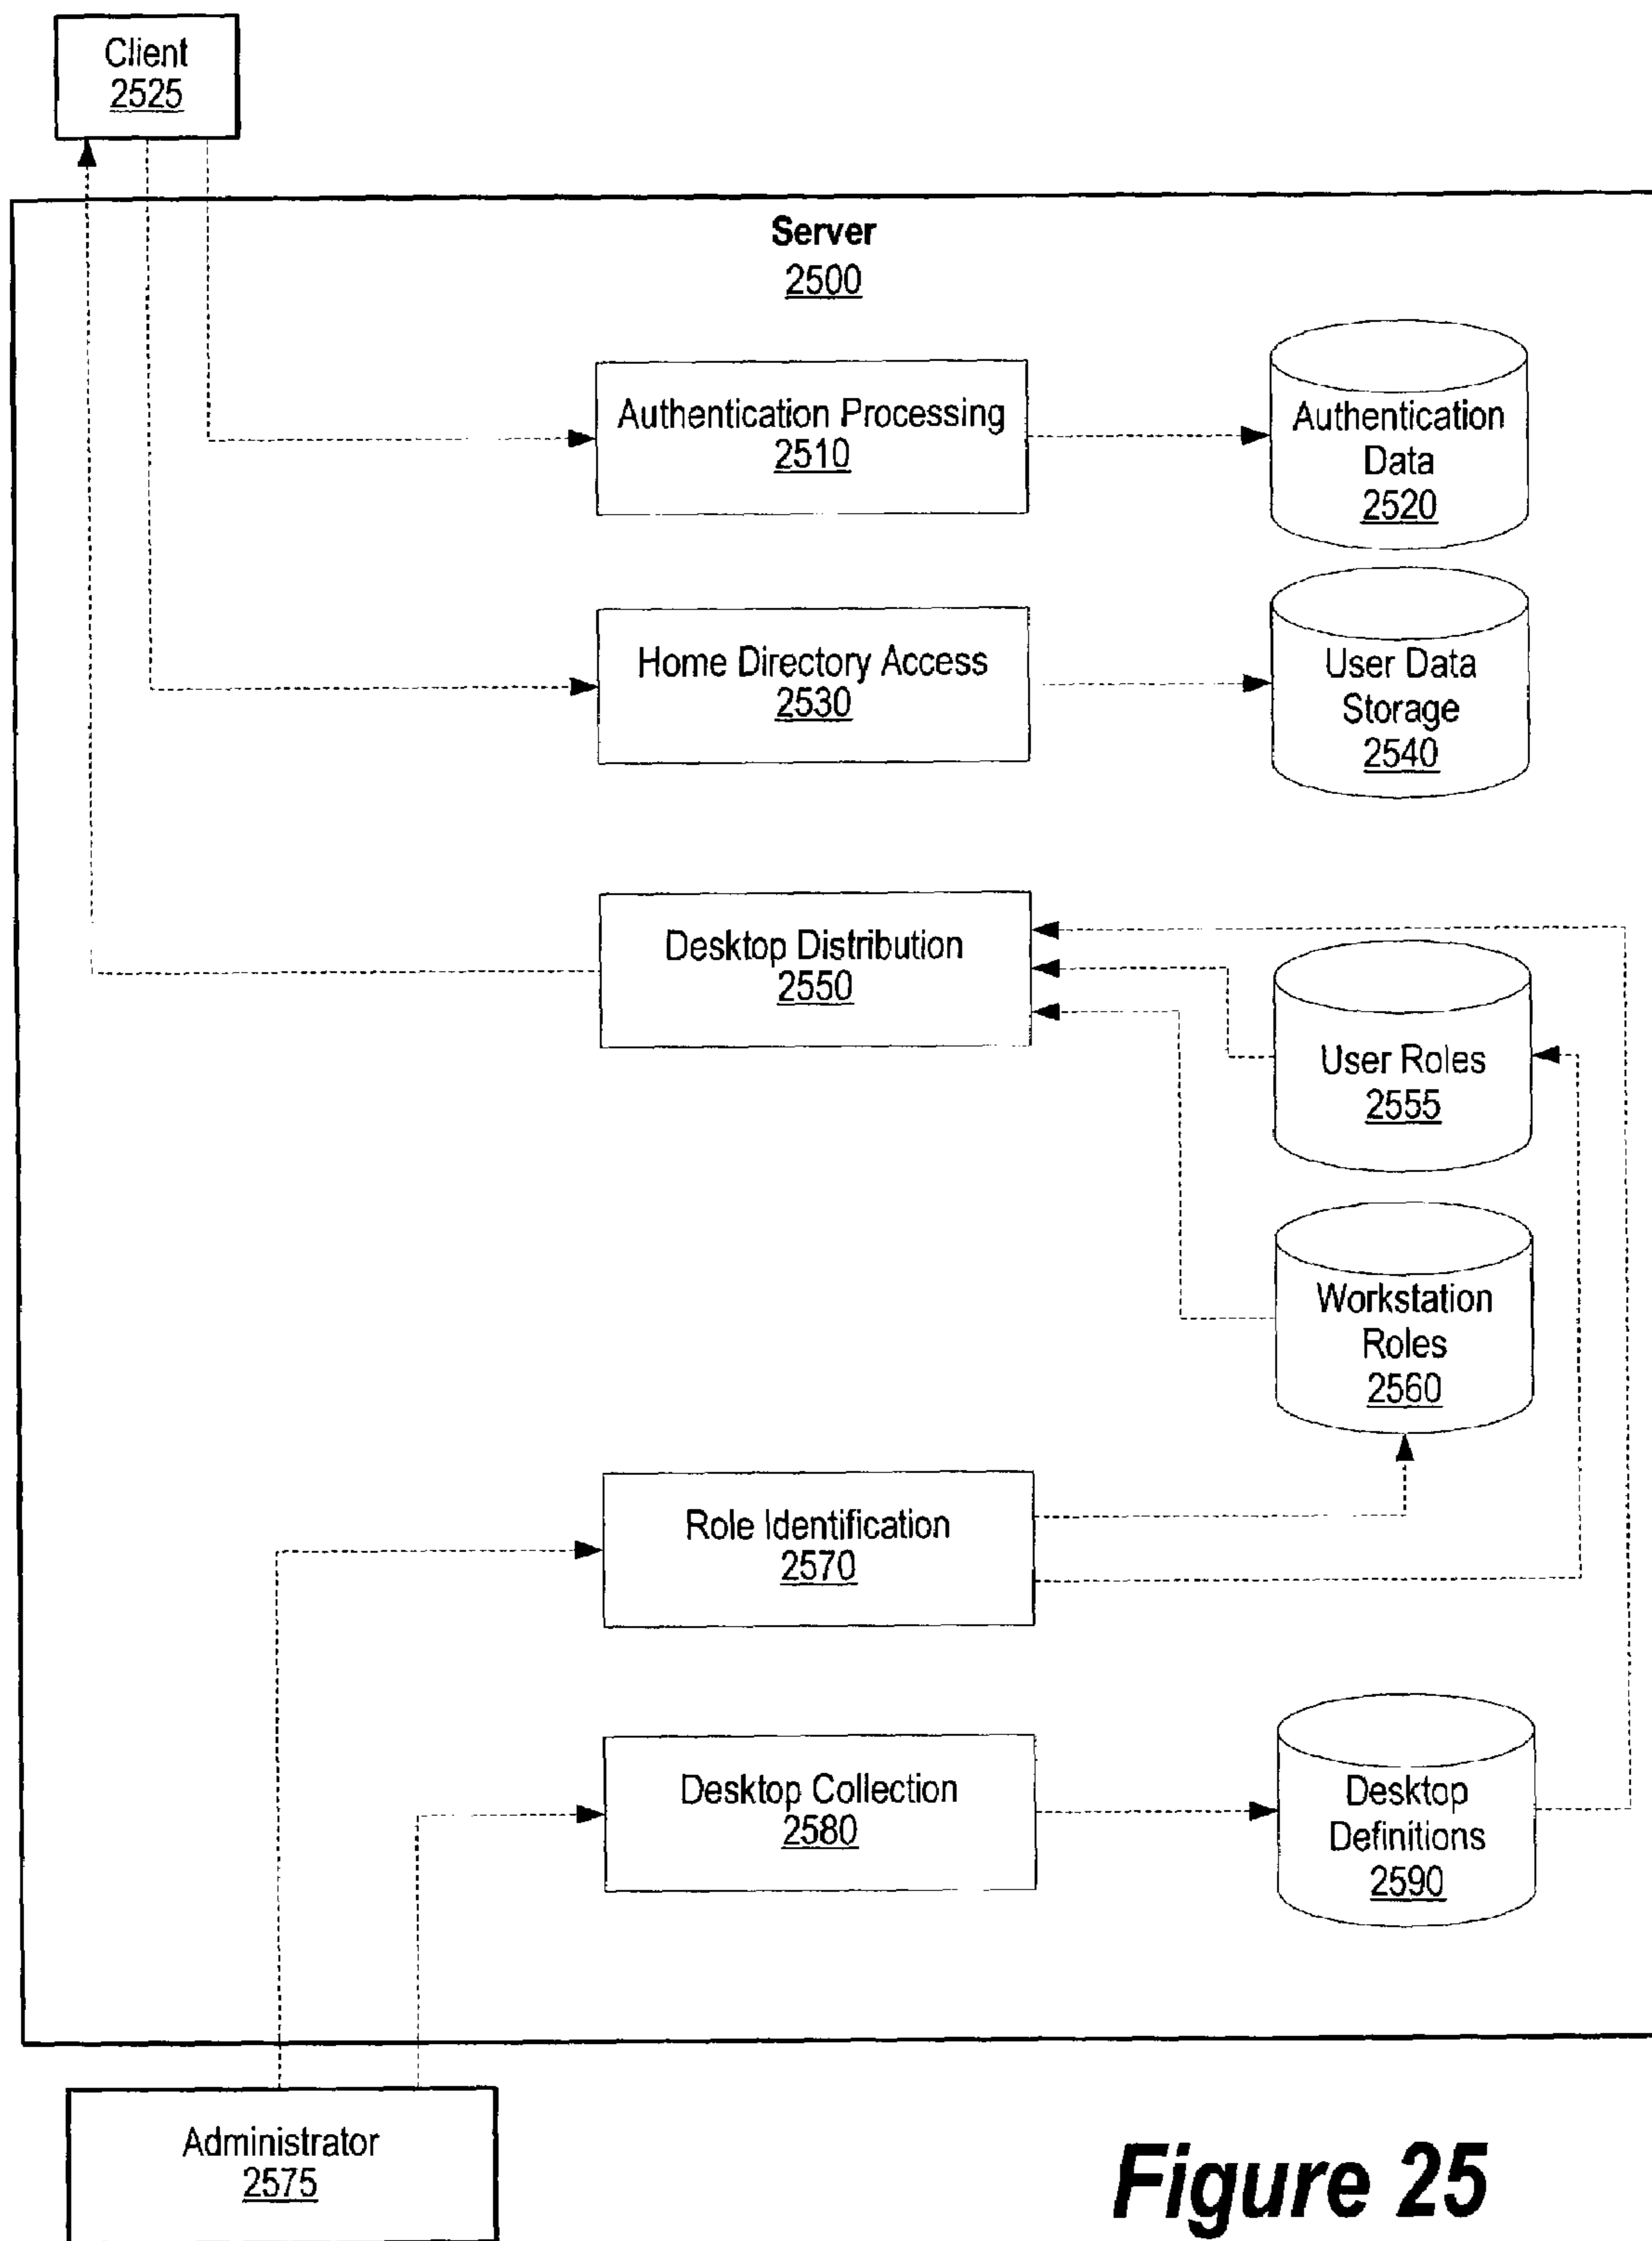 Client
2525
Server
2500
Authentication Processing
2510
Authentication
Data
2520
Home Directory Access
2530
User Data
Storage
2540
Desktop Distribution
2550
User Roles
2555
Workstation
Roles
2560
Role Identification
2570
Desktop Collection
2580
Desktop
Definitions
2590
Administrator
2575
Figure 25